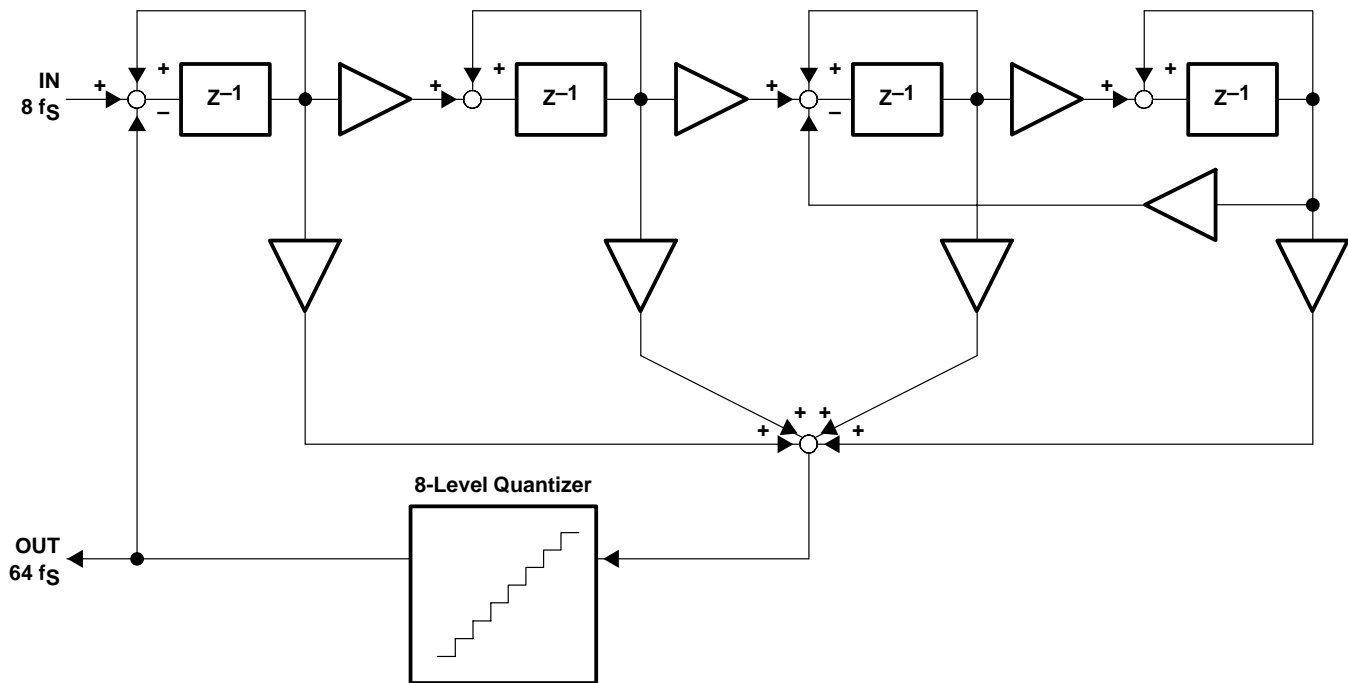 IN
8 fS
+
+
–
Z–1
+
+
Z–1
+
+
–
Z–1
+
+
Z–1
+
+
+
+
8-Level Quantizer
OUT
64 fS